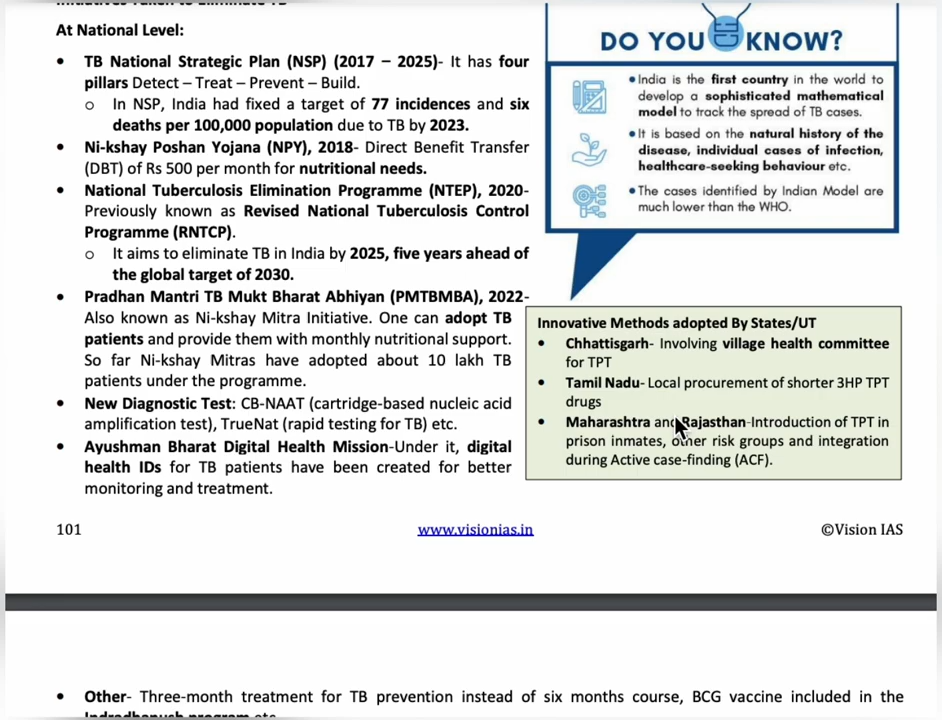 Initiatives Taken to Eliminate TB
At National Level:
• TB National Strategic Plan (NSP) (2017 – 2025)- It has four
pillars Detect – Treat – Prevent – Build.
o In NSP, India had fixed a target of 77 incidences and six
deaths per 100,000 population due to TB by 2023.
• Ni-kshay Poshan Yojana (NPY), 2018- Direct Benefit Transfer
(DBT) of Rs 500 per month for nutritional needs.
• National Tuberculosis Elimination Programme (NTEP), 2020-
Previously known as Revised National Tuberculosis Control
Programme (RNTCP).
o It aims to eliminate TB in India by 2025, five years ahead of
the global target of 2030.
• Pradhan Mantri TB Mukt Bharat Abhiyan (PMTBMBA), 2022-
Also known as Ni-kshay Mitra Initiative. One can adopt TB
patients and provide them with monthly nutritional support.
So far Ni-kshay Mitras have adopted about 10 lakh TB
patients under the programme.
• New Diagnostic Test: CB-NAAT (cartridge-based nucleic acid
amplification test), TrueNat (rapid testing for TB) etc.
• Ayushman Bharat Digital Health Mission-Under it, digital
health IDs for TB patients have been created for better
monitoring and treatment.
DO YOU KNOW?
• India is the first country in the world to
develop a sophisticated mathematical
model to track the spread of TB cases.
• It is based on the natural history of the
disease, individual cases of infection,
healthcare-seeking behaviour etc.
• The cases identified by Indian Model are
much lower than the WHO.
Innovative Methods adopted By States/UT
• Chhattisgarh- Involving village health committee
for TPT
• Tamil Nadu- Local procurement of shorter 3HP TPT
drugs
• Maharashtra and Rajasthan-Introduction of TPT in
prison inmates, other risk groups and integration
during Active case-finding (ACF).
101 www.visionias.in ©Vision IAS
• Other- Three-month treatment for TB prevention instead of six months course, BCG vaccine included in the
Indradhanush program etc.